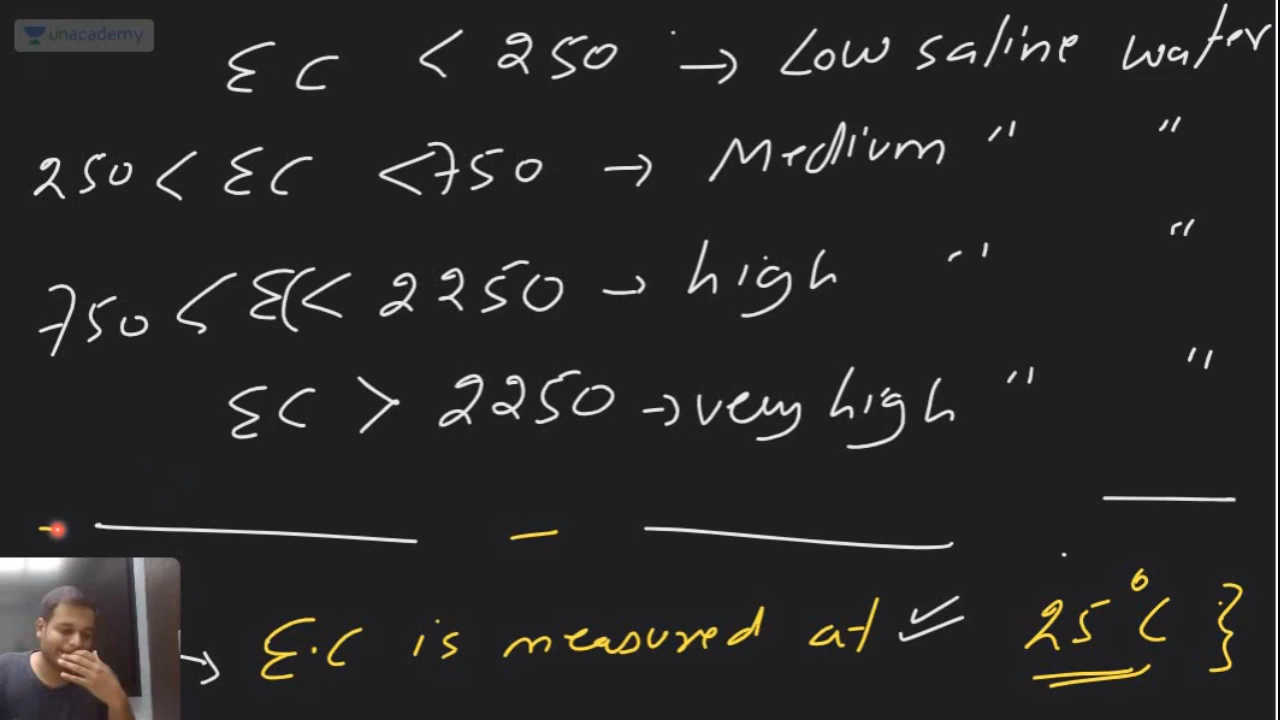 unacademy
EC < 250 → Low saline water
250 < EC < 750 → Medium " "
750 < EC < 2250 → high " "
EC > 2250 → very high " "
→ E.C is measured at ✓ 25°C }